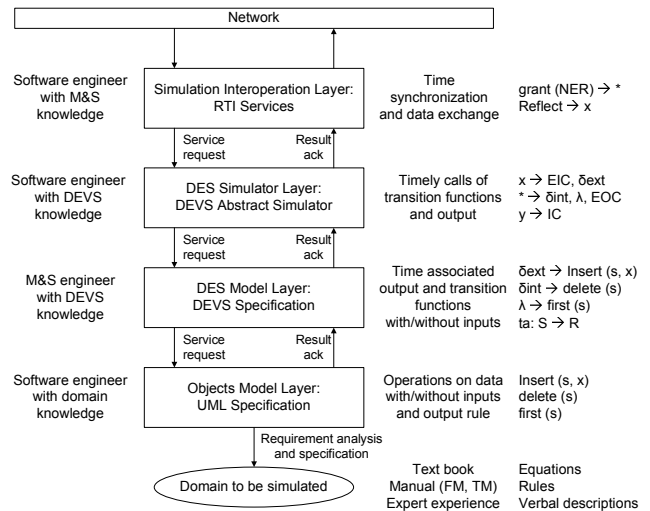 Network
Software engineer
with M&S
knowledge
Simulation Interoperation Layer:
RTI Services
Time
synchronization
and data exchange
grant (NER) → *
Reflect → x
Service
request
Result
ack
Software engineer
with DEVS
knowledge
DES Simulator Layer:
DEVS Abstract Simulator
Timely calls of
transition functions
and output
x → EIC, δext
* → δint, λ, EOC
y → IC
Service
request
Result
ack
M&S engineer
with DEVS
knowledge
DES Model Layer:
DEVS Specification
Time associated
output and transition
functions
with/without inputs
δext → Insert (s, x)
δint → delete (s)
λ → first (s)
ta: S → R
Service
request
Result
ack
Software engineer
with domain
knowledge
Objects Model Layer:
UML Specification
Operations on data
with/without inputs
and output rule
Insert (s, x)
delete (s)
first (s)
Requirement analysis
and specification
Domain to be simulated
Text book
Manual (FM, TM)
Expert experience
Equations
Rules
Verbal descriptions